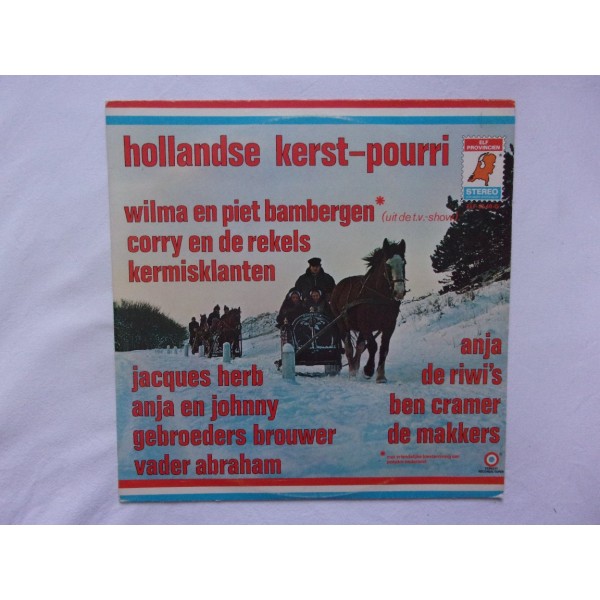 hollandse kerst-pourri
ELF
PROVINCIEN
STEREO
wilma en piet bambergen* (uit de t.v.-show)
corry en de rekels
kermisklanten
jacques herb
anja en johnny
gebroeders brouwer
vader abraham
anja
de riwi's
ben cramer
de makkers
*